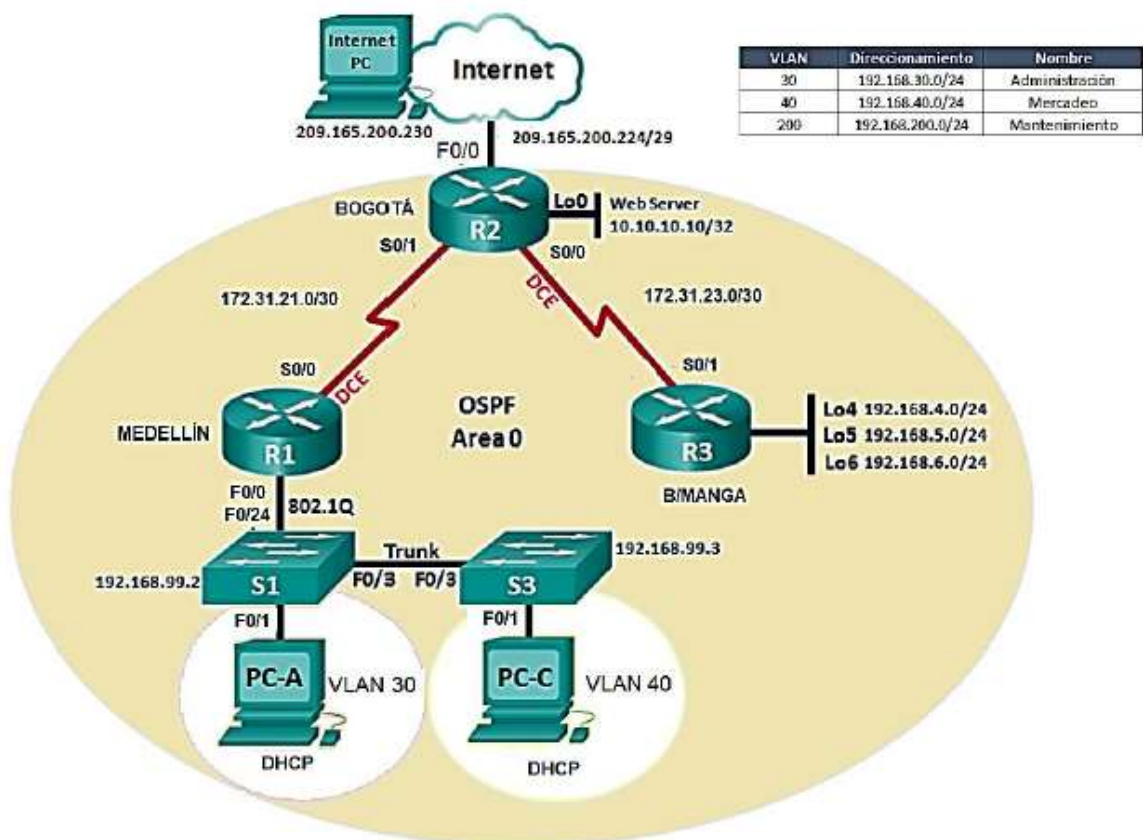 Internet
PC
Internet
209.165.200.230
209.165.200.224/29
F0/0
VLAN Direccionamiento Nombre
30 192.168.30.0/24 Administración
40 192.168.40.0/24 Mercadeo
200 192.168.200.0/24 Mantenimiento
BOGOTÁ
R2
Lo0
Web Server
10.10.10.10/32
S0/1
S0/0
DCE
172.31.21.0/30
172.31.23.0/30
S0/0
DCE
S0/1
OSPF
Area 0
MEDELLÍN
R1
R3
B/MANGA
Lo4 192.168.4.0/24
Lo5 192.168.5.0/24
Lo6 192.168.6.0/24
F0/0
F0/24
802.1Q
192.168.99.2
S1
Trunk
F0/3 F0/3
S3
192.168.99.3
F0/1
F0/1
PC-A
VLAN 30
PC-C
VLAN 40
DHCP
DHCP